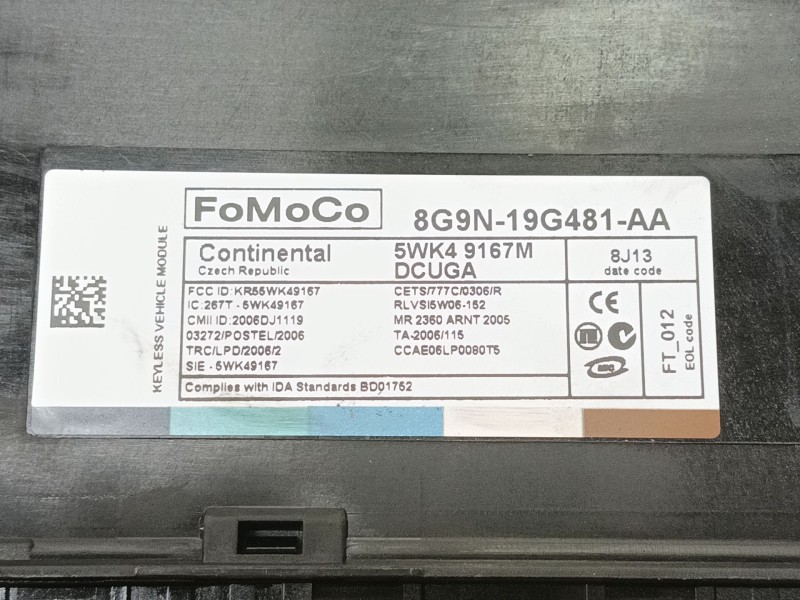 KEYLESS VEHICLE MODULE
FoMoCo
8G9N-19G481-AA
Continental
Czech Republic
5WK4 9167M
DCUGA
8J13
date code
FCC ID:KR55WK49167
IC:267T - 5WK49167
CMII ID:2006DJ1119
03272/POSTEL/2006
TRC/LPD/2006/2
SIE - 5WK49167
CETS/777C/0306/R
RLVSI5W06-152
MR 2360 ARNT 2005
TA-2006/115
CCAE06LP0080T5
CE
FT_012
EOL code
Complies with IDA Standards BD01752